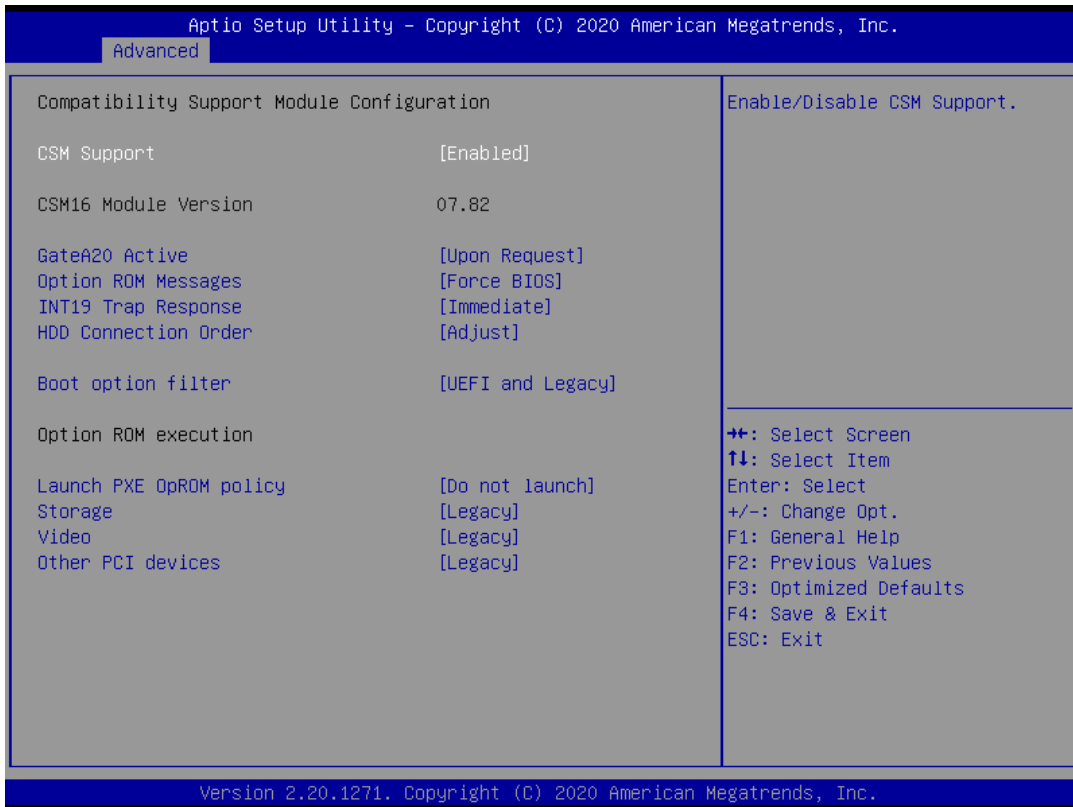 Aptio Setup Utility – Copyright (C) 2020 American Megatrends, Inc.
Advanced
Compatibility Support Module Configuration
Enable/Disable CSM Support.
CSM Support [Enabled]
CSM16 Module Version 07.82
GateA20 Active [Upon Request]
Option ROM Messages [Force BIOS]
INT19 Trap Response [Immediate]
HDD Connection Order [Adjust]
Boot option filter [UEFI and Legacy]
Option ROM execution
Launch PXE OpROM policy [Do not launch]
Storage [Legacy]
Video [Legacy]
Other PCI devices [Legacy]
→←: Select Screen
↑↓: Select Item
Enter: Select
+/-: Change Opt.
F1: General Help
F2: Previous Values
F3: Optimized Defaults
F4: Save & Exit
ESC: Exit
Version 2.20.1271. Copyright (C) 2020 American Megatrends, Inc.